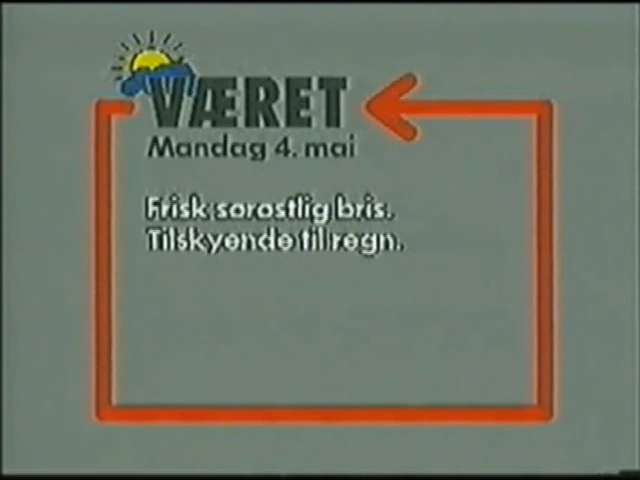 VÆRET
Mandag 4. mai
Frisk sørøstlig bris.
Tilskyende til regn.